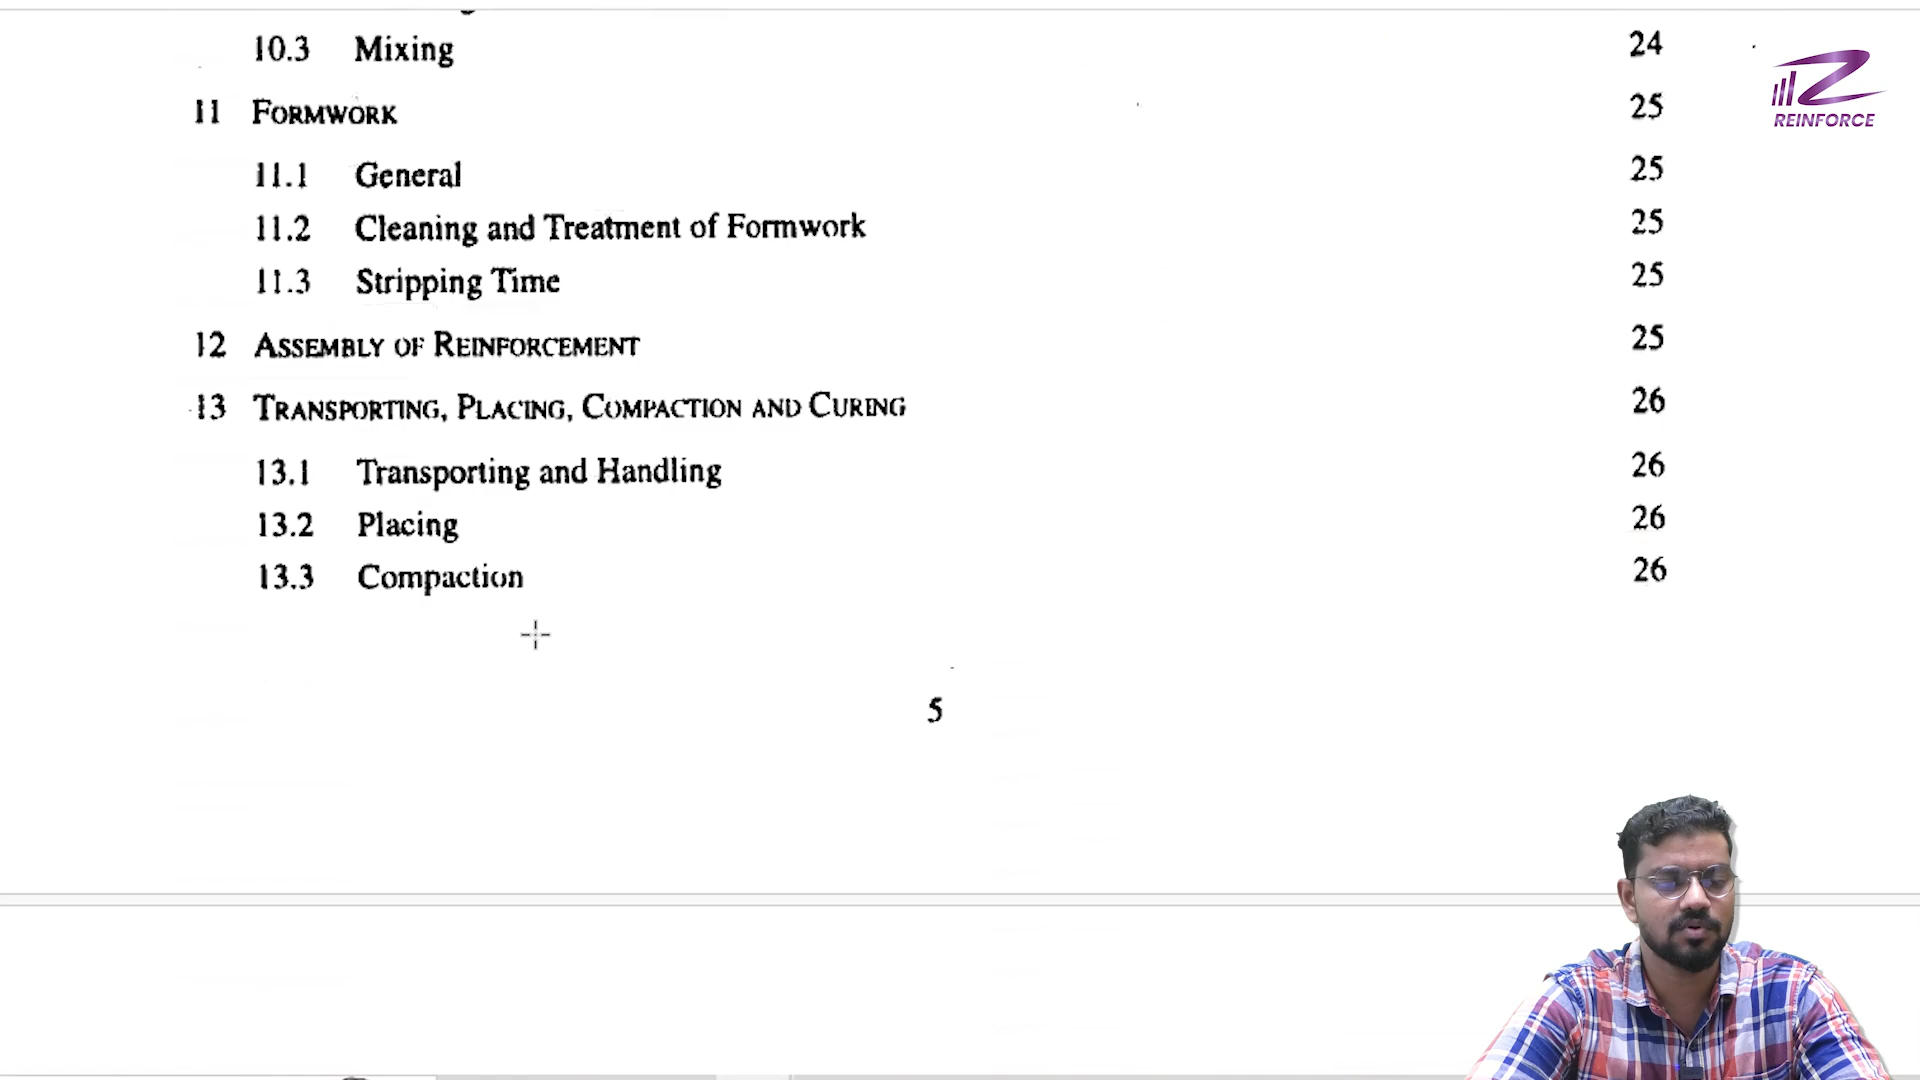 10.3 Mixing 24
11 FORMWORK 25
11.1 General 25
11.2 Cleaning and Treatment of Formwork 25
11.3 Stripping Time 25
12 ASSEMBLY OF REINFORCEMENT 25
13 TRANSPORTING, PLACING, COMPACTION AND CURING 26
13.1 Transporting and Handling 26
13.2 Placing 26
13.3 Compaction 26
5
REINFORCE